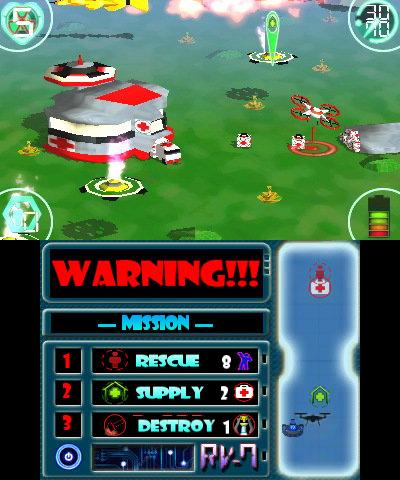 WARNING!!!
— MISSION —
1 RESCUE 8
2 SUPPLY 2
3 DESTROY 1
RV-7